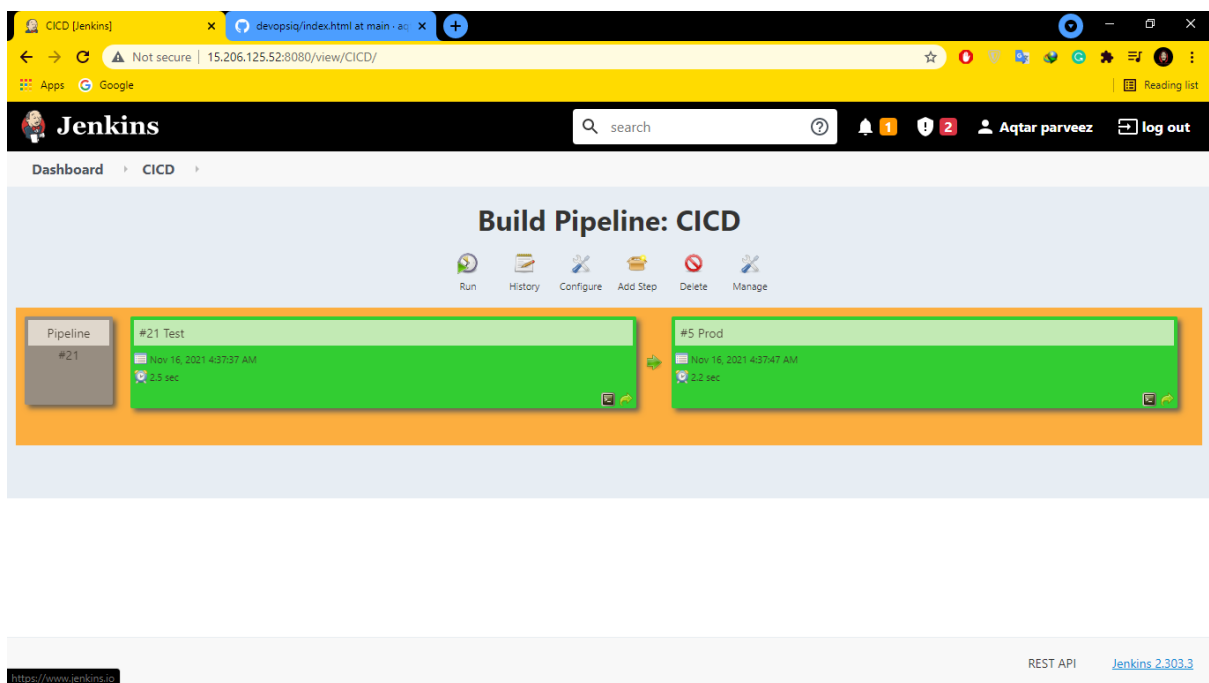 CICD [Jenkins]
devopsiq/index.html at main · aq
Not secure | 15.206.125.52:8080/view/CICD/
Apps Google
Reading list
Jenkins
search
1
2
Aqtar parveez
log out
Dashboard CICD
Build Pipeline: CICD
Run History Configure Add Step Delete Manage
Pipeline
#21
#21 Test
Nov 16, 2021 4:37:37 AM
2.5 sec
#5 Prod
Nov 16, 2021 4:37:47 AM
2.2 sec
REST API Jenkins 2.303.3
https://www.jenkins.io